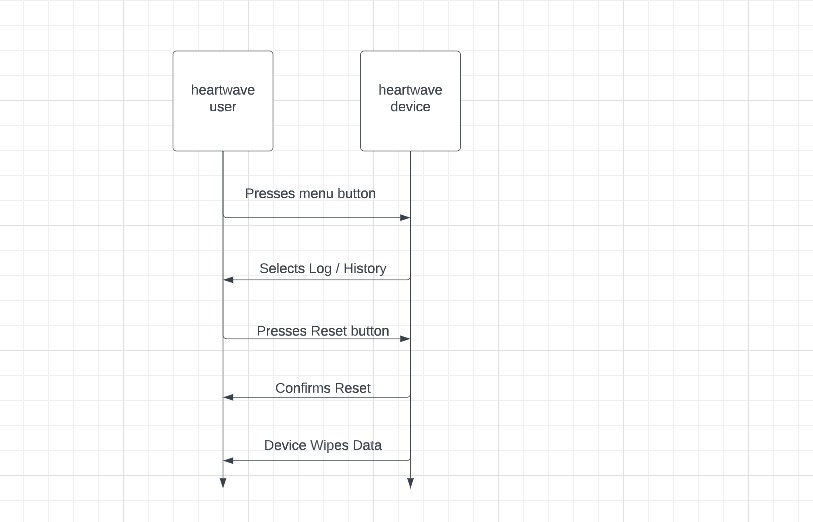 heartwave
user
heartwave
device
Presses menu button
Selects Log / History
Presses Reset button
Confirms Reset
Device Wipes Data